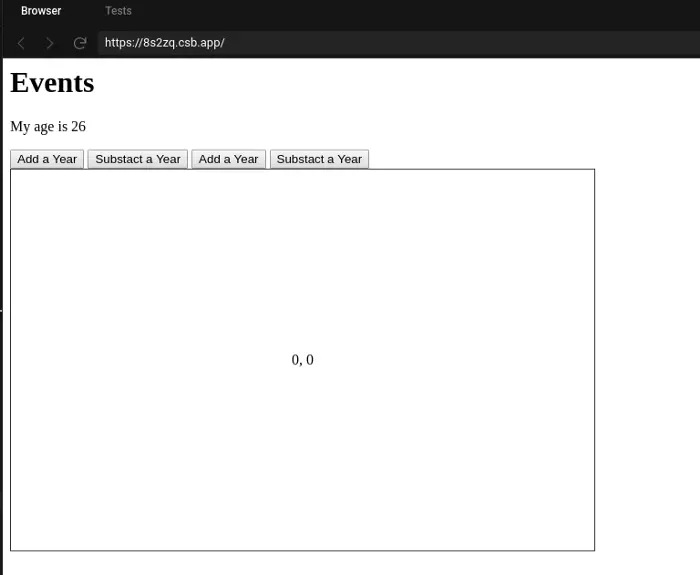 Browser Tests
https://8s2zq.csb.app/
Events
My age is 26
Add a Year Substact a Year Add a Year Substact a Year
0, 0